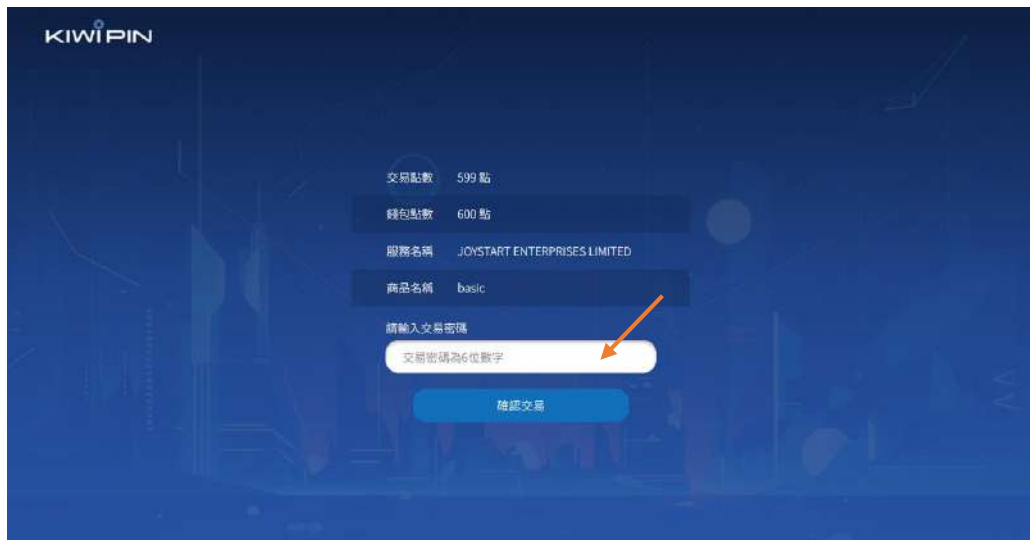 KIWI PIN
交易點數 599 點
錢包點數 600 點
服務名稱 JOYSTART ENTERPRISES LIMITED
商品名稱 basic
請輸入交易密碼
交易密碼為6位數字
確認交易